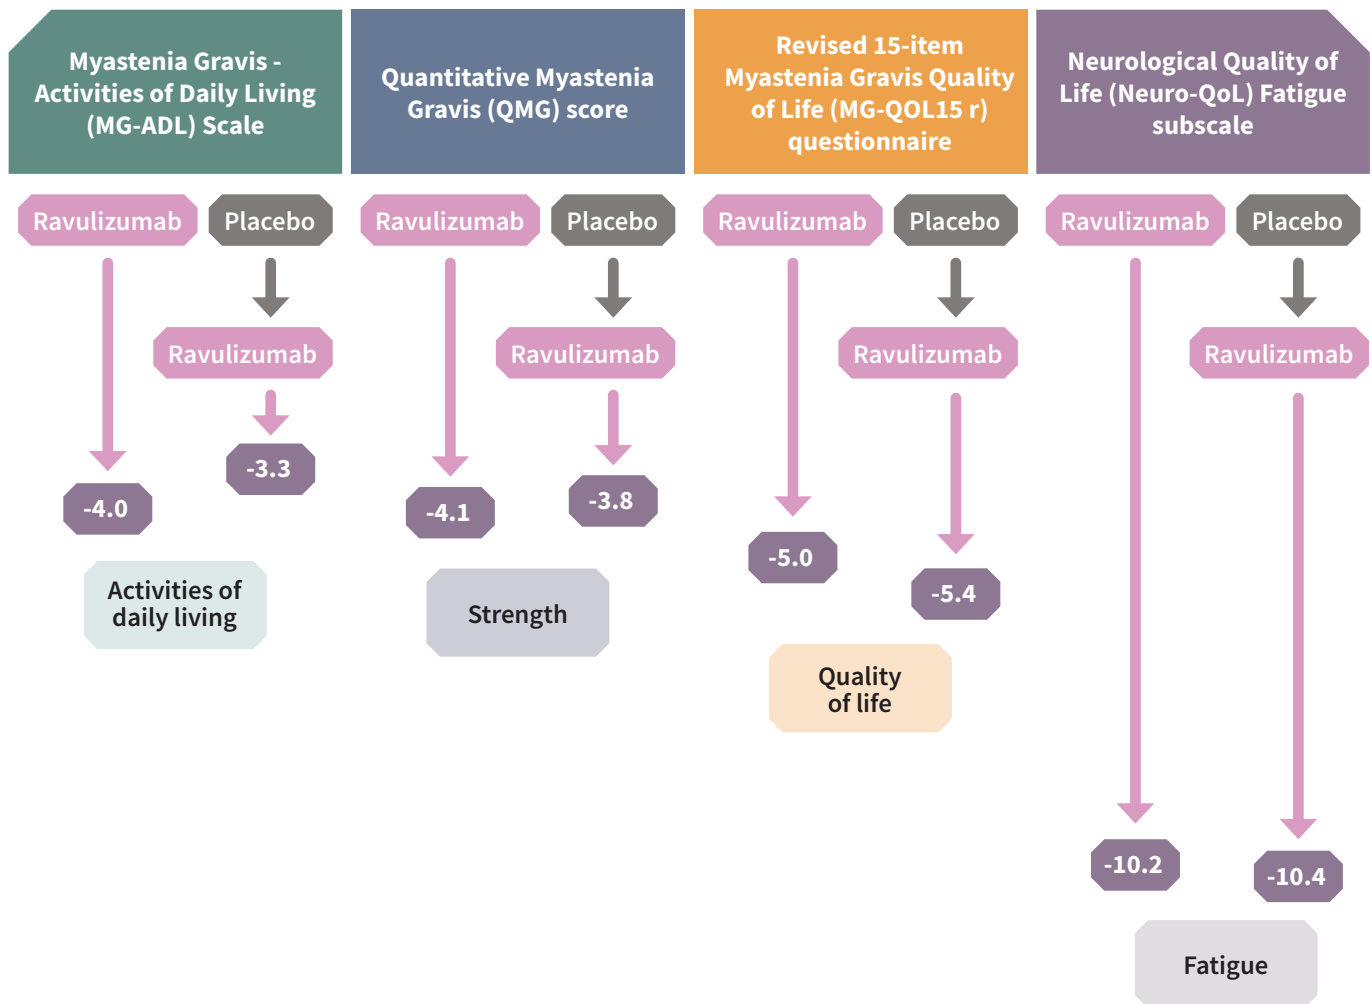 Myastenia Gravis -
Activities of Daily Living
(MG-ADL) Scale
Quantitative Myastenia
Gravis (QMG) score
Revised 15-item
Myastenia Gravis Quality
of Life (MG-QOL15 r)
questionnaire
Neurological Quality of
Life (Neuro-QoL) Fatigue
subscale
Ravulizumab
Placebo
Ravulizumab
Placebo
Ravulizumab
Placebo
Ravulizumab
Placebo
Ravulizumab
Ravulizumab
Ravulizumab
Ravulizumab
-4.0
-3.3
-4.1
-3.8
-5.0
-5.4
-10.2
-10.4
Activities of
daily living
Strength
Quality
of life
Fatigue